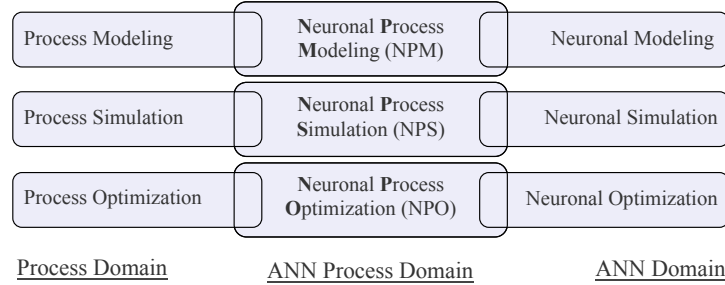 Process Modeling
Neuronal Process
Modeling (NPM)
Neuronal Modeling
Process Simulation
Neuronal Process
Simulation (NPS)
Neuronal Simulation
Process Optimization
Neuronal Process
Optimization (NPO)
Neuronal Optimization
Process Domain
ANN Process Domain
ANN Domain